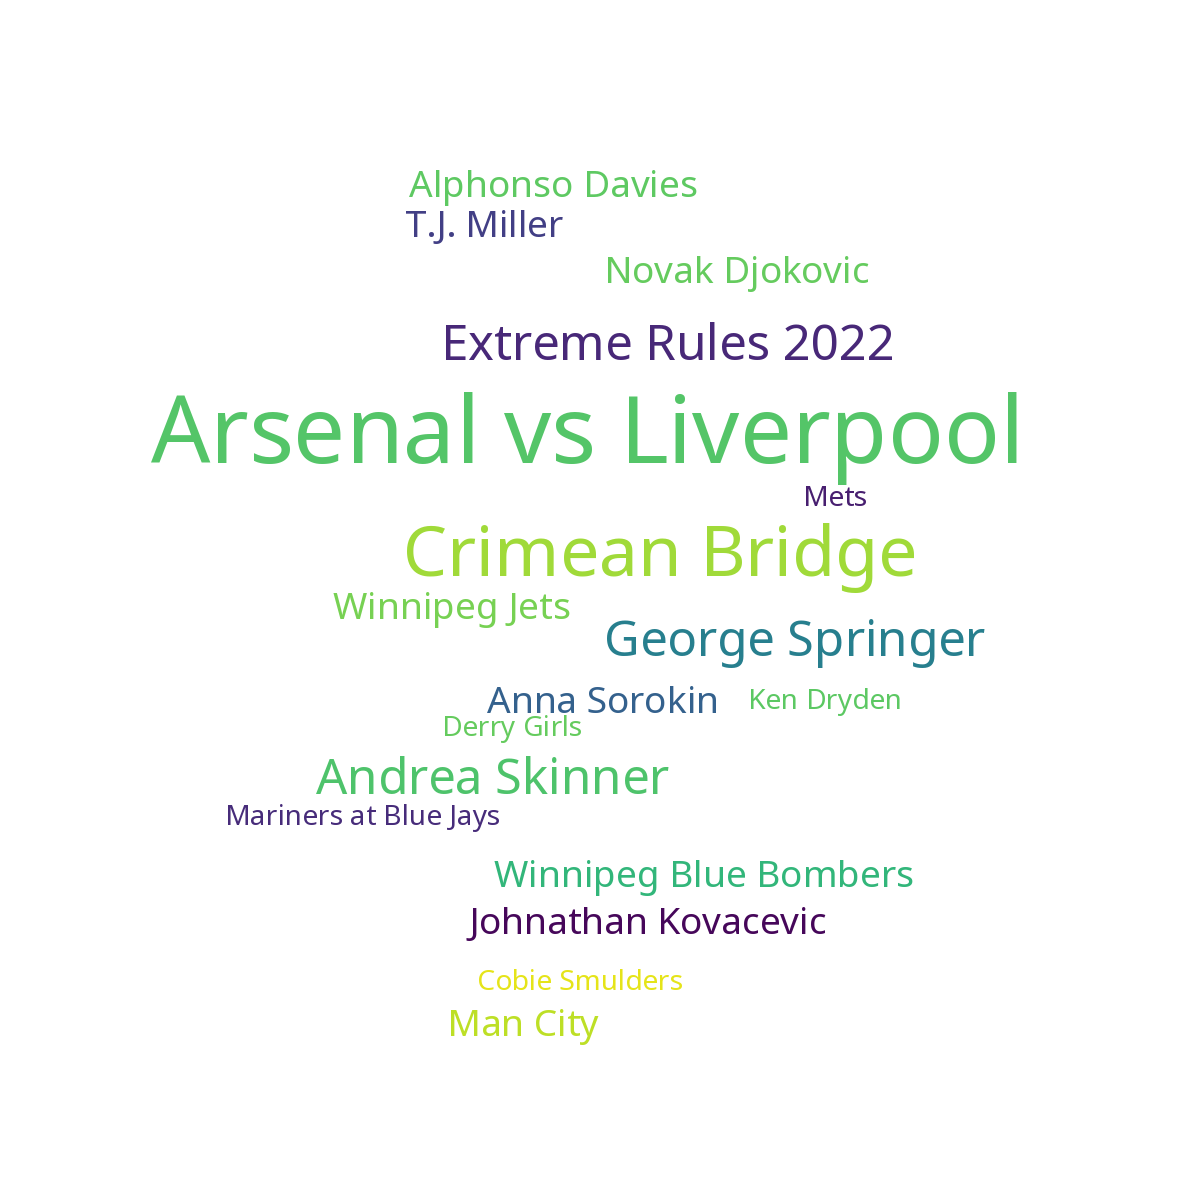 Alphonso Davies
T.J. Miller
Novak Djokovic
Extreme Rules 2022
Arsenal vs Liverpool
Mets
Crimean Bridge
Winnipeg Jets
George Springer
Anna Sorokin
Ken Dryden
Derry Girls
Andrea Skinner
Mariners at Blue Jays
Winnipeg Blue Bombers
Johnathan Kovacevic
Cobie Smulders
Man City